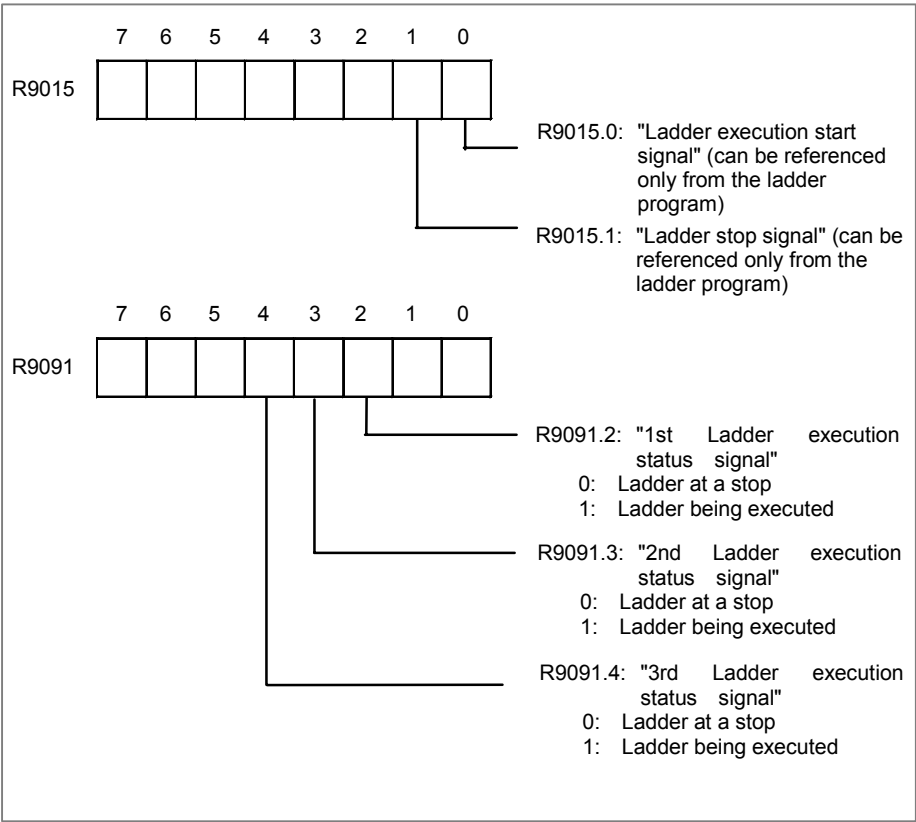 7 6 5 4 3 2 1 0
R9015
R9015.0: "Ladder execution start
signal" (can be referenced
only from the ladder
program)
R9015.1: "Ladder stop signal" (can be
referenced only from the
ladder program)
7 6 5 4 3 2 1 0
R9091
R9091.2: "1st Ladder execution
status signal"
0: Ladder at a stop
1: Ladder being executed
R9091.3: "2nd Ladder execution
status signal"
0: Ladder at a stop
1: Ladder being executed
R9091.4: "3rd Ladder execution
status signal"
0: Ladder at a stop
1: Ladder being executed